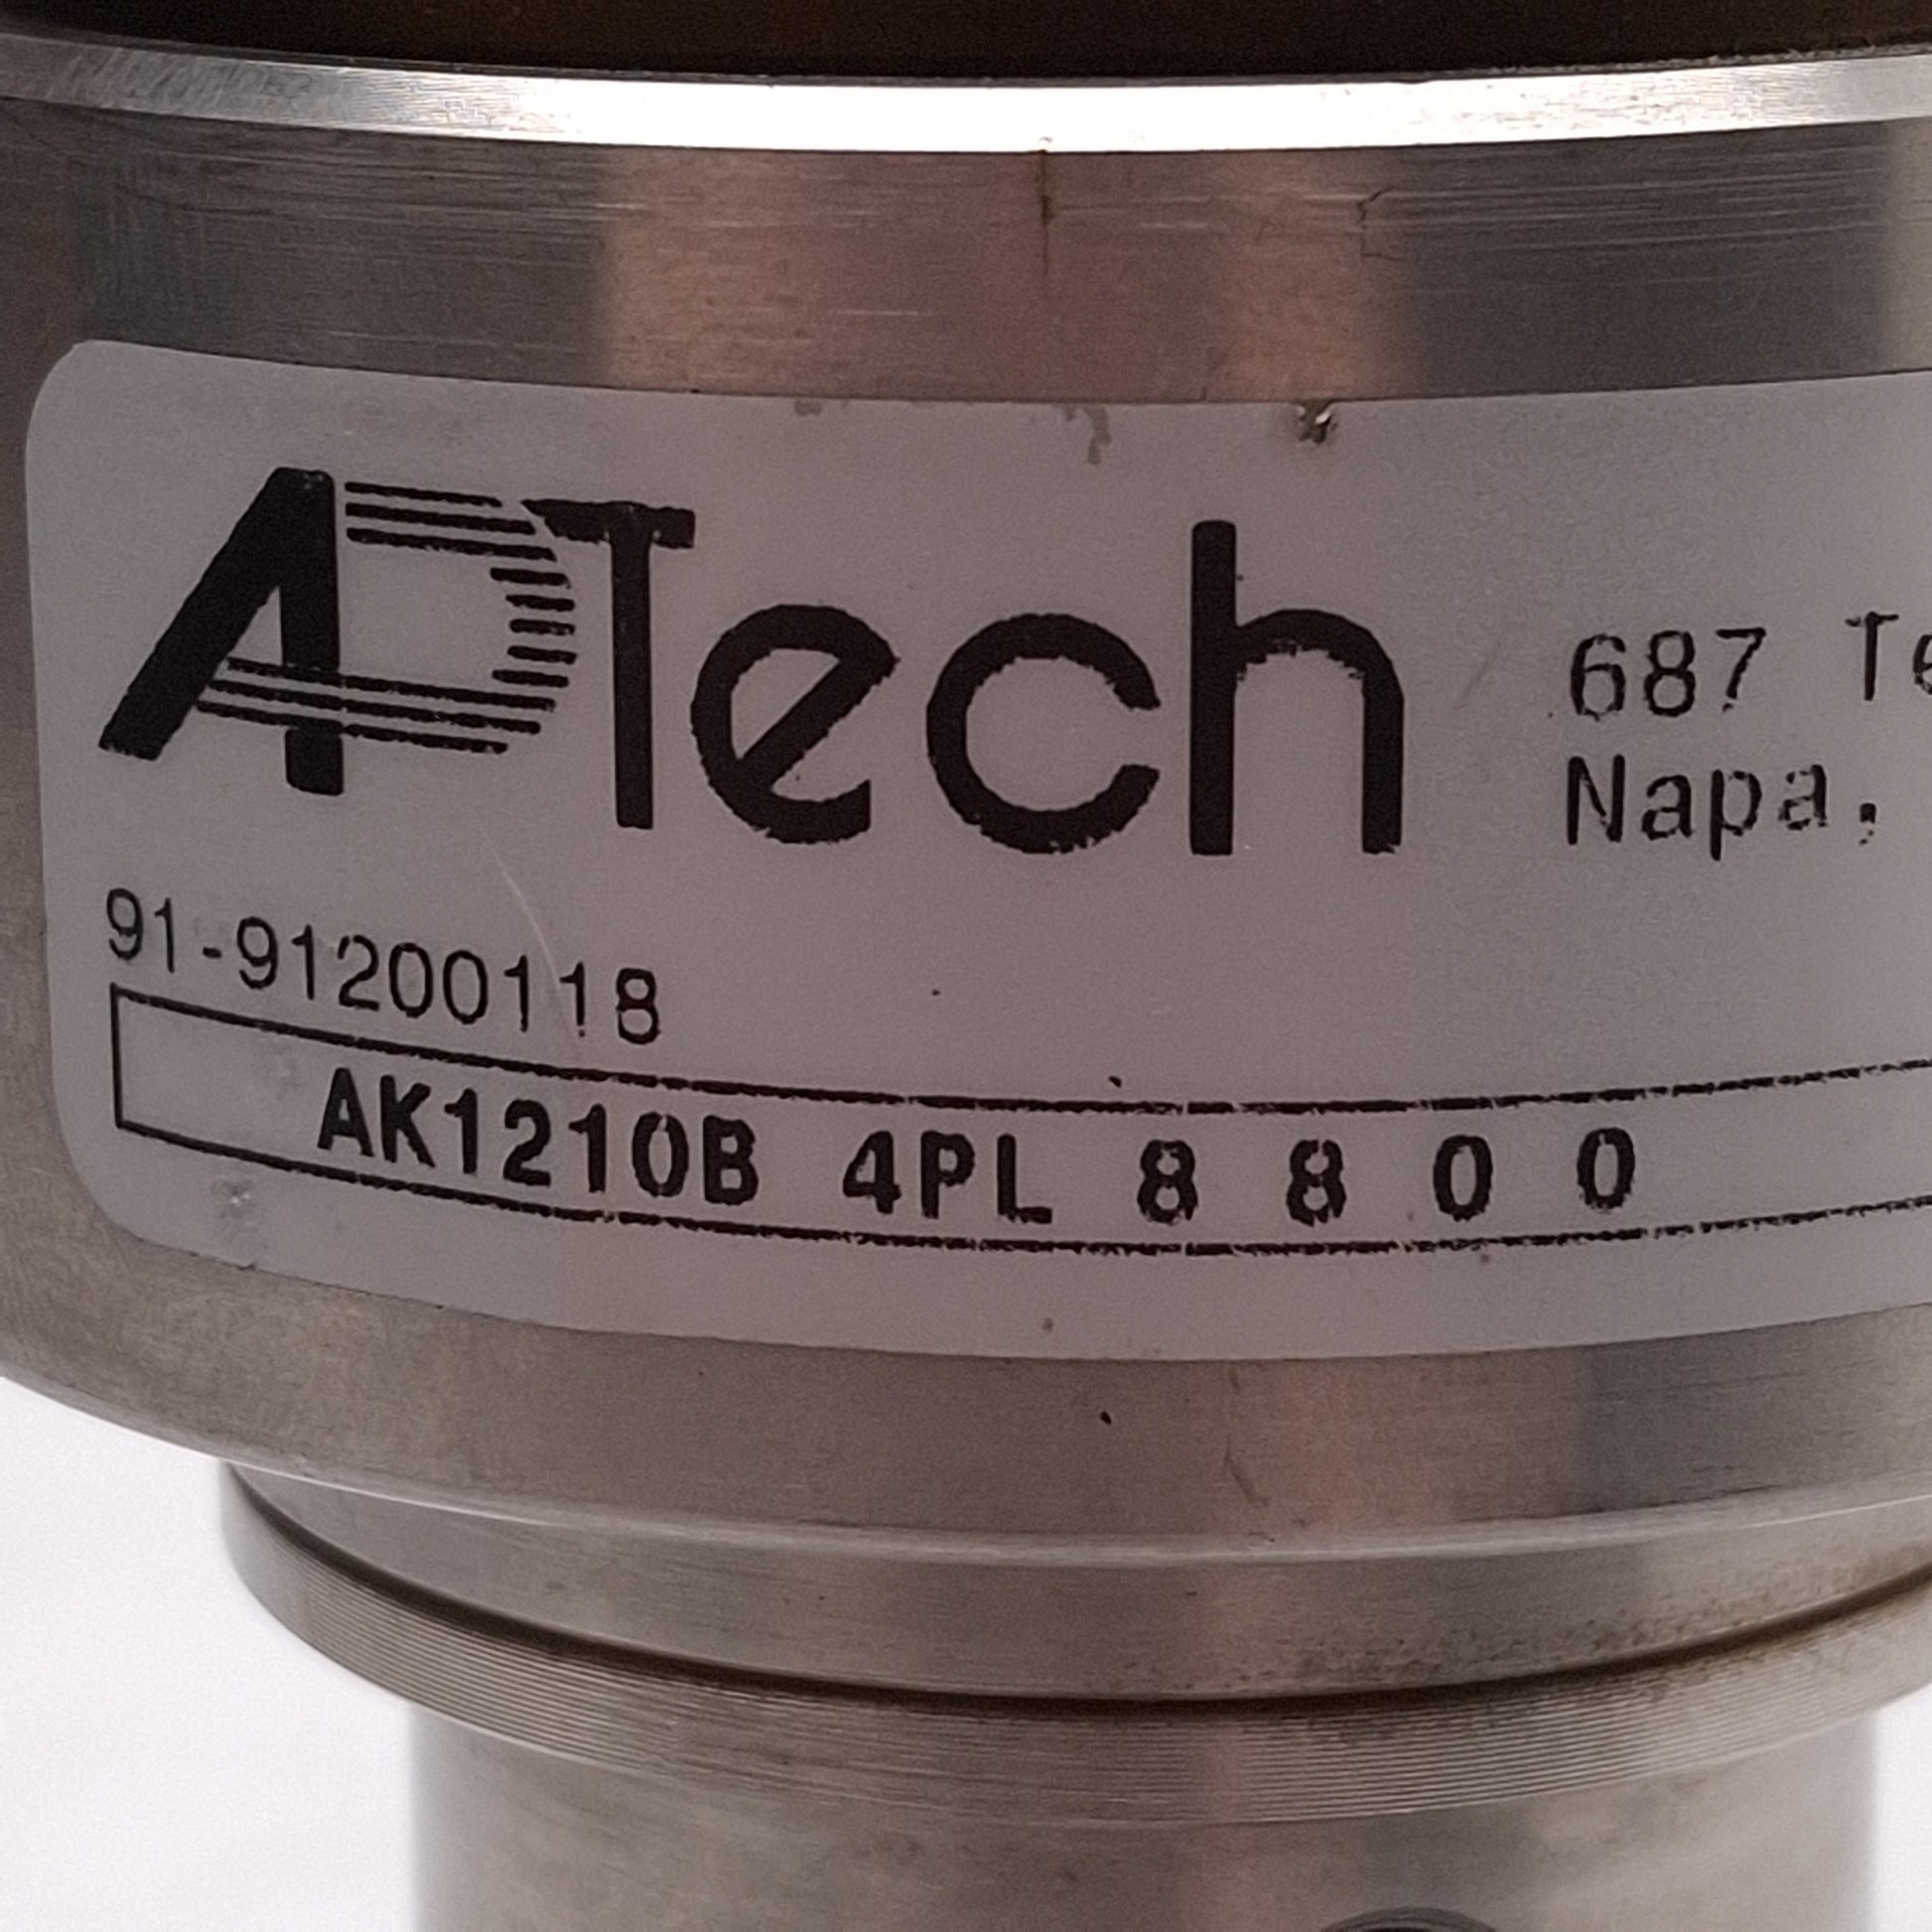 APTech
687 Te
Napa,
91-91200118
AK1210B 4PL 8 8 0 0